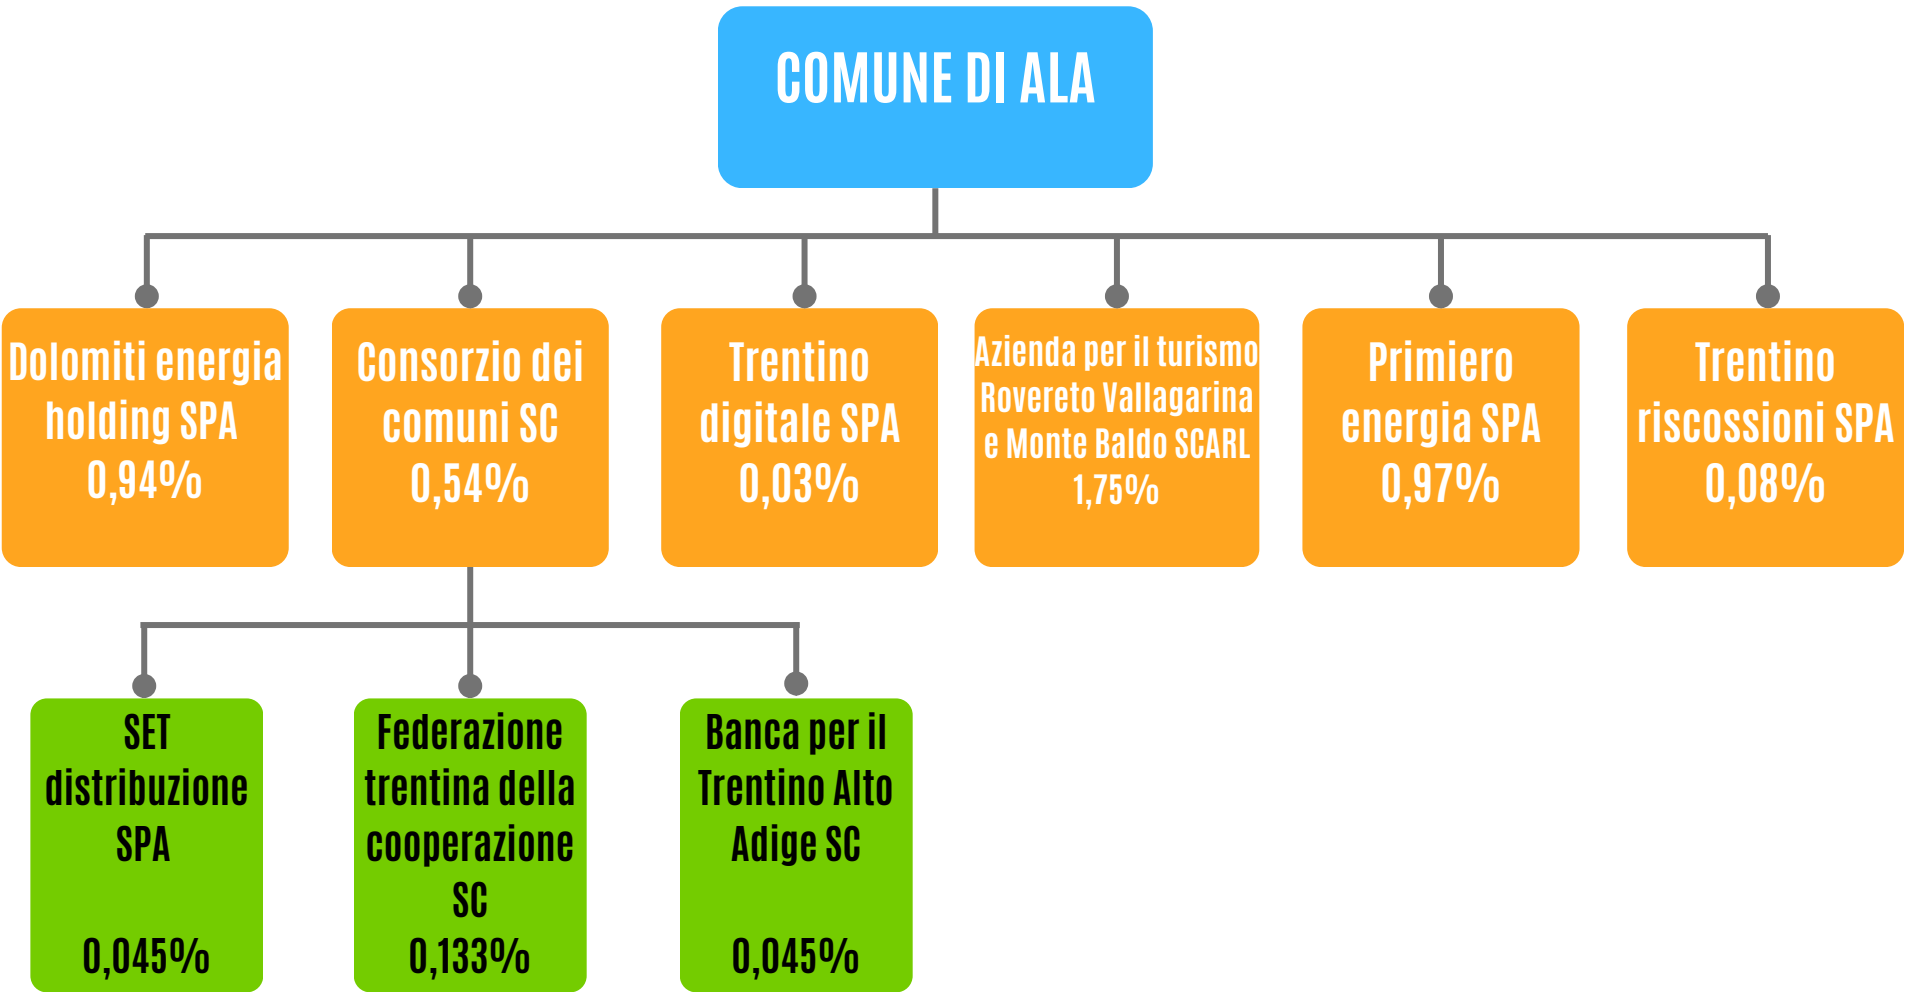 COMUNE DI ALA
Dolomiti energia
holding SPA
0,94%
Consorzio dei
comuni SC
0,54%
Trentino
digitale SPA
0,03%
Azienda per il turismo
Rovereto Vallagarina
e Monte Baldo SCARL
1,75%
Primiero
energia SPA
0,97%
Trentino
riscossioni SPA
0,08%
SET
distribuzione
SPA
0,045%
Federazione
trentina della
cooperazione
SC
0,133%
Banca per il
Trentino Alto
Adige SC
0,045%